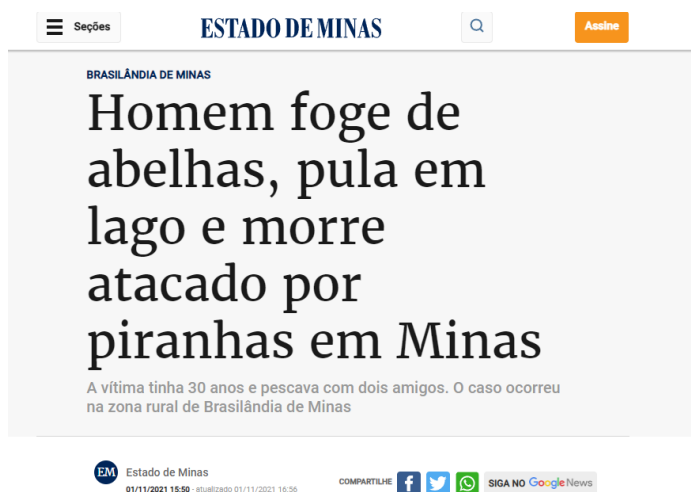 Seções ESTADO DE MINAS Assine
BRASILÂNDIA DE MINAS
Homem foge de
abelhas, pula em
lago e morre
atacado por
piranhas em Minas
A vítima tinha 30 anos e pescava com dois amigos. O caso ocorreu
na zona rural de Brasilândia de Minas
EM Estado de Minas
01/11/2021 15:50 - atualizado 01/11/2021 16:56
COMPARTILHE SIGA NO Google News